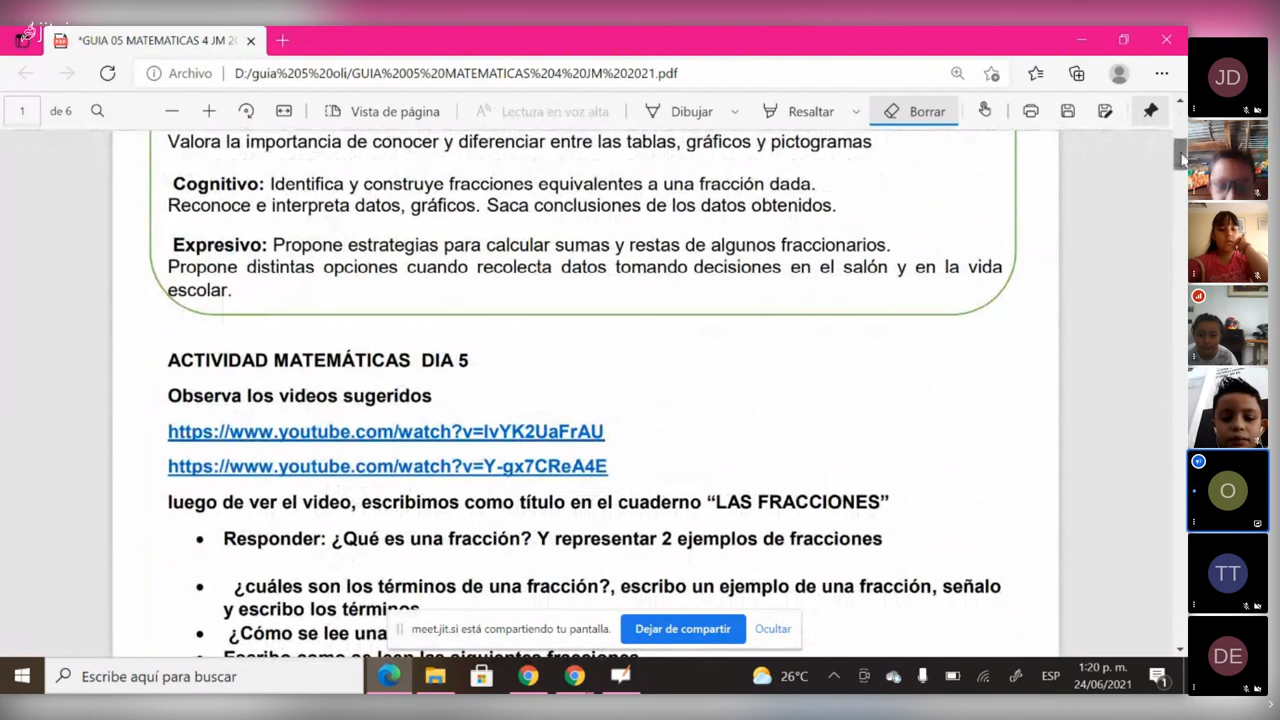 *GUIA 05 MATEMATICAS 4 JM 20
Archivo
D:/guia%205%20oli/GUIA%2005%20MATEMATICAS%204%20JM%202021.pdf
1 de 6
Vista de página
Lectura en voz alta
Dibujar
Resaltar
Borrar
Valora la importancia de conocer y diferenciar entre las tablas, gráficos y pictogramas
Cognitivo: Identifica y construye fracciones equivalentes a una fracción dada.
Reconoce e interpreta datos, gráficos. Saca conclusiones de los datos obtenidos.
Expresivo: Propone estrategias para calcular sumas y restas de algunos fraccionarios.
Propone distintas opciones cuando recolecta datos tomando decisiones en el salón y en la vida
escolar.
ACTIVIDAD MATEMÁTICAS DIA 5
Observa los videos sugeridos
https://www.youtube.com/watch?v=lvYK2UaFrAU
https://www.youtube.com/watch?v=Y-gx7CReA4E
luego de ver el video, escribimos como título en el cuaderno “LAS FRACCIONES”
• Responder: ¿Qué es una fracción? Y representar 2 ejemplos de fracciones
• ¿cuáles son los términos de una fracción?, escribo un ejemplo de una fracción, señalo
y escribo los términos
• ¿Cómo se lee una
meet.jit.si está compartiendo tu pantalla.
Dejar de compartir
Ocultar
Escribe aquí para buscar
26°C
ESP
1:20 p. m.
24/06/2021
1
JD
O
TT
DE